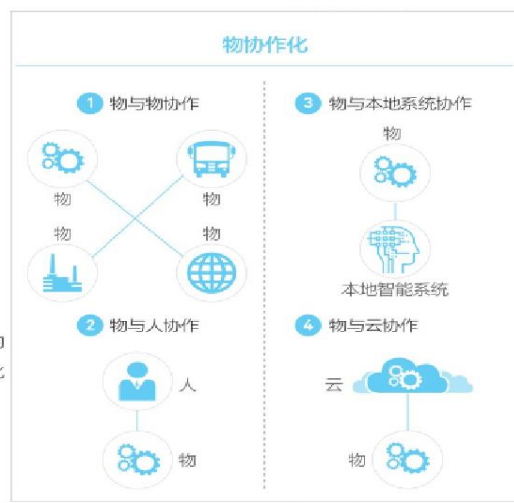 物协作化
1 物与物协作
物 物
物 物
2 物与人协作
人
物
3 物与本地系统协作
物
本地智能系统
4 物与云协作
云
物